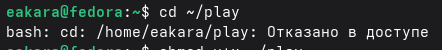 eakara@fedora:~$ cd ~/play
bash: cd: /home/eakara/play: Отказано в доступе